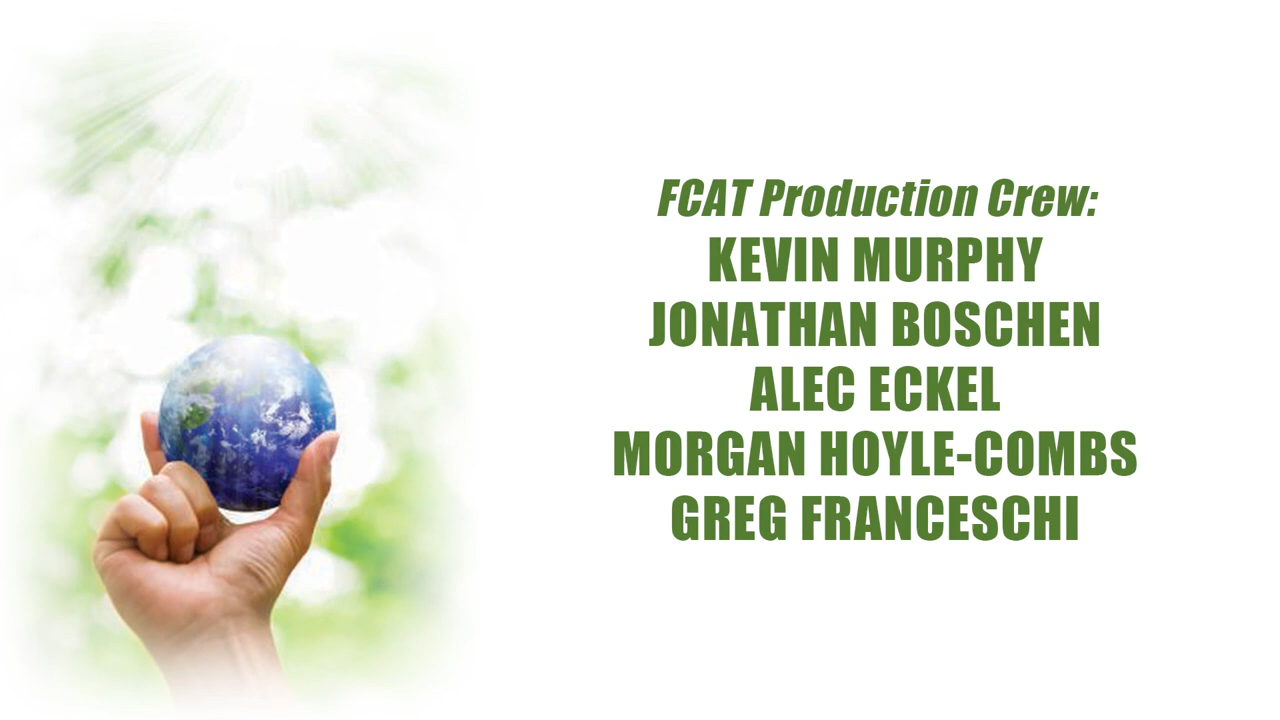 FCAT Production Crew:
KEVIN MURPHY
JONATHAN BOSCHEN
ALEC ECKEL
MORGAN HOYLE-COMBS
GREG FRANCESCHI